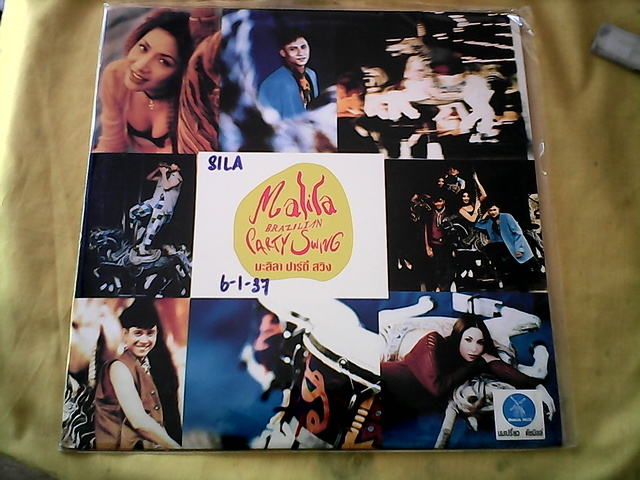 SILA
Malila
BRAZILIAN
PARTY SWING
มะลิลา ปาร์ตี้ สวิง
6-1-37